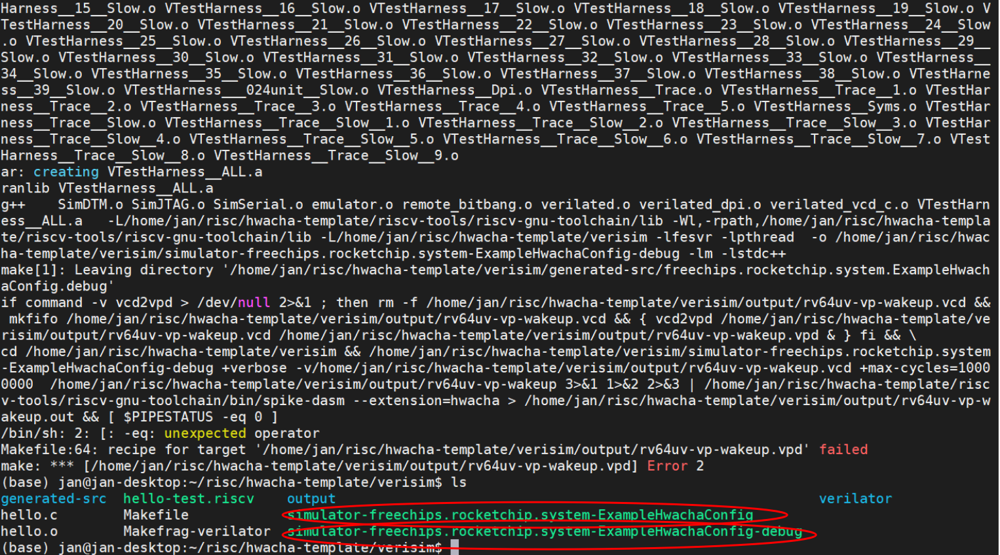 Harness__15__Slow.o VTestHarness__16__Slow.o VTestHarness__17__Slow.o VTestHarness__18__Slow.o VTestHarness__19__Slow.o V
TestHarness__20__Slow.o VTestHarness__21__Slow.o VTestHarness__22__Slow.o VTestHarness__23__Slow.o VTestHarness__24__Slow
.o VTestHarness__25__Slow.o VTestHarness__26__Slow.o VTestHarness__27__Slow.o VTestHarness__28__Slow.o VTestHarness__29__
Slow.o VTestHarness__30__Slow.o VTestHarness__31__Slow.o VTestHarness__32__Slow.o VTestHarness__33__Slow.o VTestHarness__
34__Slow.o VTestHarness__35__Slow.o VTestHarness__36__Slow.o VTestHarness__37__Slow.o VTestHarness__38__Slow.o VTestHarne
ss__39__Slow.o VTestHarness___024unit__Slow.o VTestHarness__Dpi.o VTestHarness__Trace.o VTestHarness__Trace__1.o VTestHar
ness__Trace__2.o VTestHarness__Trace__3.o VTestHarness__Trace__4.o VTestHarness__Trace__5.o VTestHarness__Syms.o VTestHar
ness__Trace__Slow.o VTestHarness__Trace__Slow__1.o VTestHarness__Trace__Slow__2.o VTestHarness__Trace__Slow__3.o VTestHar
ness__Trace__Slow__4.o VTestHarness__Trace__Slow__5.o VTestHarness__Trace__Slow__6.o VTestHarness__Trace__Slow__7.o VTest
Harness__Trace__Slow__8.o VTestHarness__Trace__Slow__9.o
ar: creating VTestHarness__ALL.a
ranlib VTestHarness__ALL.a
g++    SimDTM.o SimJTAG.o SimSerial.o emulator.o remote_bitbang.o verilated.o verilated_dpi.o verilated_vcd_c.o VTestHarn
ess__ALL.a   -L/home/jan/risc/hwacha-template/riscv-tools/riscv-gnu-toolchain/lib -Wl,-rpath,/home/jan/risc/hwacha-templa
te/riscv-tools/riscv-gnu-toolchain/lib -L/home/jan/risc/hwacha-template/verisim -lfesvr -lpthread  -o /home/jan/risc/hwac
ha-template/verisim/simulator-freechips.rocketchip.system-ExampleHwachaConfig-debug -lm -lstdc++
make[1]: Leaving directory '/home/jan/risc/hwacha-template/verisim/generated-src/freechips.rocketchip.system.ExampleHwach
aConfig.debug'
if command -v vcd2vpd > /dev/null 2>&1 ; then rm -f /home/jan/risc/hwacha-template/verisim/output/rv64uv-vp-wakeup.vcd &&
 mkfifo /home/jan/risc/hwacha-template/verisim/output/rv64uv-vp-wakeup.vcd && { vcd2vpd /home/jan/risc/hwacha-template/ve
risim/output/rv64uv-vp-wakeup.vcd /home/jan/risc/hwacha-template/verisim/output/rv64uv-vp-wakeup.vpd & } fi && \
cd /home/jan/risc/hwacha-template/verisim && /home/jan/risc/hwacha-template/verisim/simulator-freechips.rocketchip.system
-ExampleHwachaConfig-debug +verbose -v/home/jan/risc/hwacha-template/verisim/output/rv64uv-vp-wakeup.vcd +max-cycles=1000
0000  /home/jan/risc/hwacha-template/verisim/output/rv64uv-vp-wakeup 3>&1 1>&2 2>&3 | /home/jan/risc/hwacha-template/risc
v-tools/riscv-gnu-toolchain/bin/spike-dasm --extension=hwacha > /home/jan/risc/hwacha-template/verisim/output/rv64uv-vp-w
akeup.out && [ $PIPESTATUS -eq 0 ]
/bin/sh: 2: [: -eq: unexpected operator
Makefile:64: recipe for target '/home/jan/risc/hwacha-template/verisim/output/rv64uv-vp-wakeup.vpd' failed
make: *** [/home/jan/risc/hwacha-template/verisim/output/rv64uv-vp-wakeup.vpd] Error 2
(base) jan@jan-desktop:~/risc/hwacha-template/verisim$ ls
generated-src  hello-test.riscv    output                                                           verilator
hello.c        Makefile            simulator-freechips.rocketchip.system-ExampleHwachaConfig
hello.o        Makefrag-verilator  simulator-freechips.rocketchip.system-ExampleHwachaConfig-debug
(base) jan@jan-desktop:~/risc/hwacha-template/verisim$